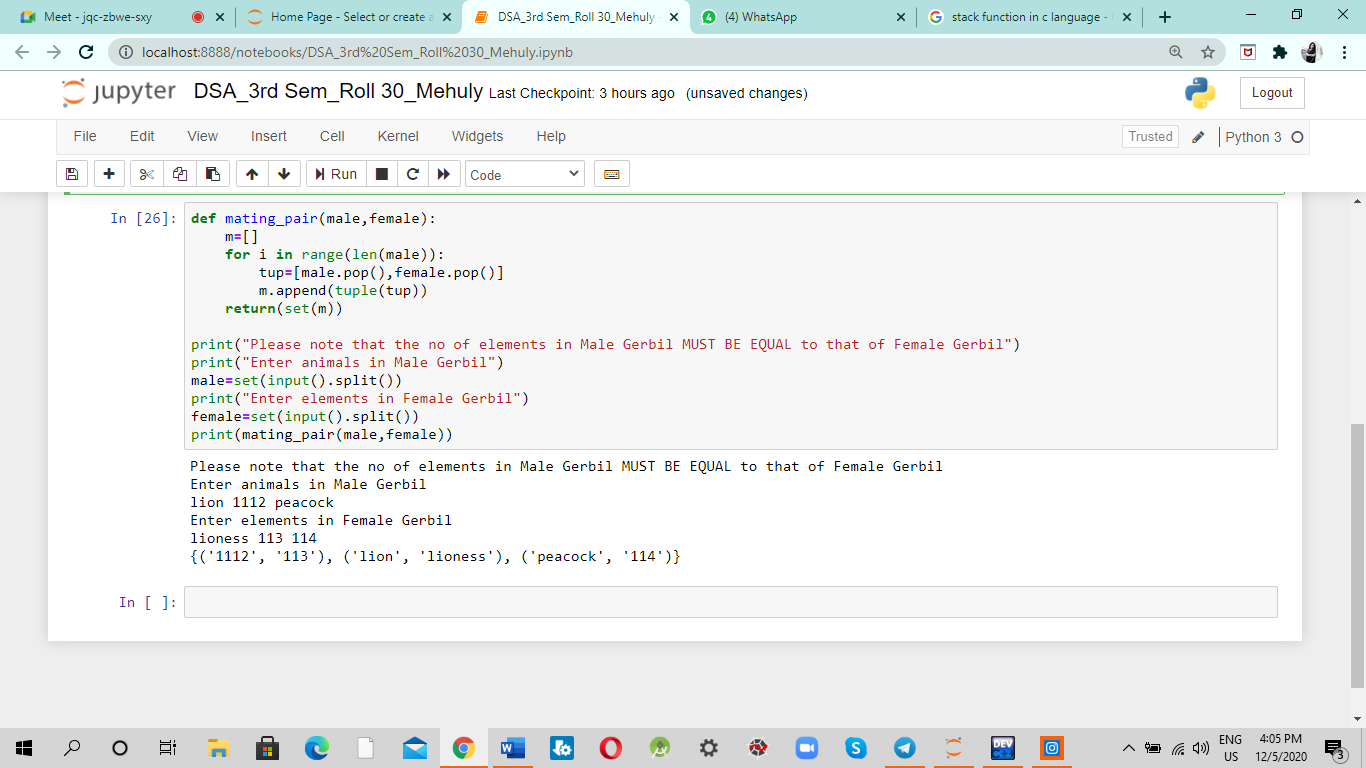 Meet - jqc-zbwe-sxy
Home Page - Select or create a
DSA_3rd Sem_Roll 30_Mehuly
4 (4) WhatsApp
stack function in c language -
localhost:8888/notebooks/DSA_3rd%20Sem_Roll%2030_Mehuly.ipynb
jupyter DSA_3rd Sem_Roll 30_Mehuly Last Checkpoint: 3 hours ago (unsaved changes)
Logout
File Edit View Insert Cell Kernel Widgets Help
Trusted Python 3
Run Code
In [26]: def mating_pair(male,female):
    m=[]
    for i in range(len(male)):
        tup=[male.pop(),female.pop()]
        m.append(tuple(tup))
    return(set(m))
print("Please note that the no of elements in Male Gerbil MUST BE EQUAL to that of Female Gerbil")
print("Enter animals in Male Gerbil")
male=set(input().split())
print("Enter elements in Female Gerbil")
female=set(input().split())
print(mating_pair(male,female))
Please note that the no of elements in Male Gerbil MUST BE EQUAL to that of Female Gerbil
Enter animals in Male Gerbil
lion 1112 peacock
Enter elements in Female Gerbil
lioness 113 114
{('1112', '113'), ('lion', 'lioness'), ('peacock', '114')}
In [ ]:
W
S
DEV
ENG
US
4:05 PM
12/5/2020
3